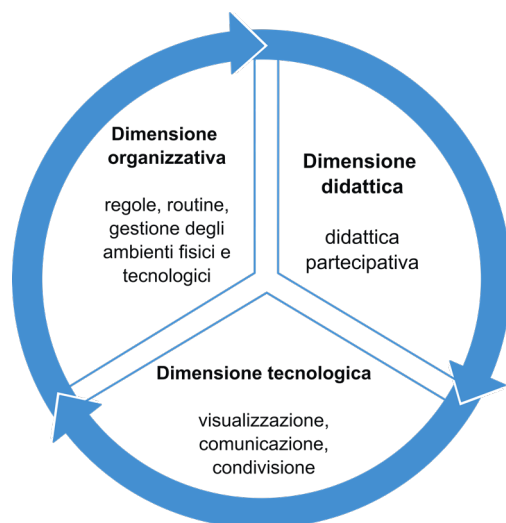 Dimensione
organizzativa
regole, routine,
gestione degli
ambienti fisici e
tecnologici
Dimensione
didattica
didattica
partecipativa
Dimensione tecnologica
visualizzazione,
comunicazione,
condivisione